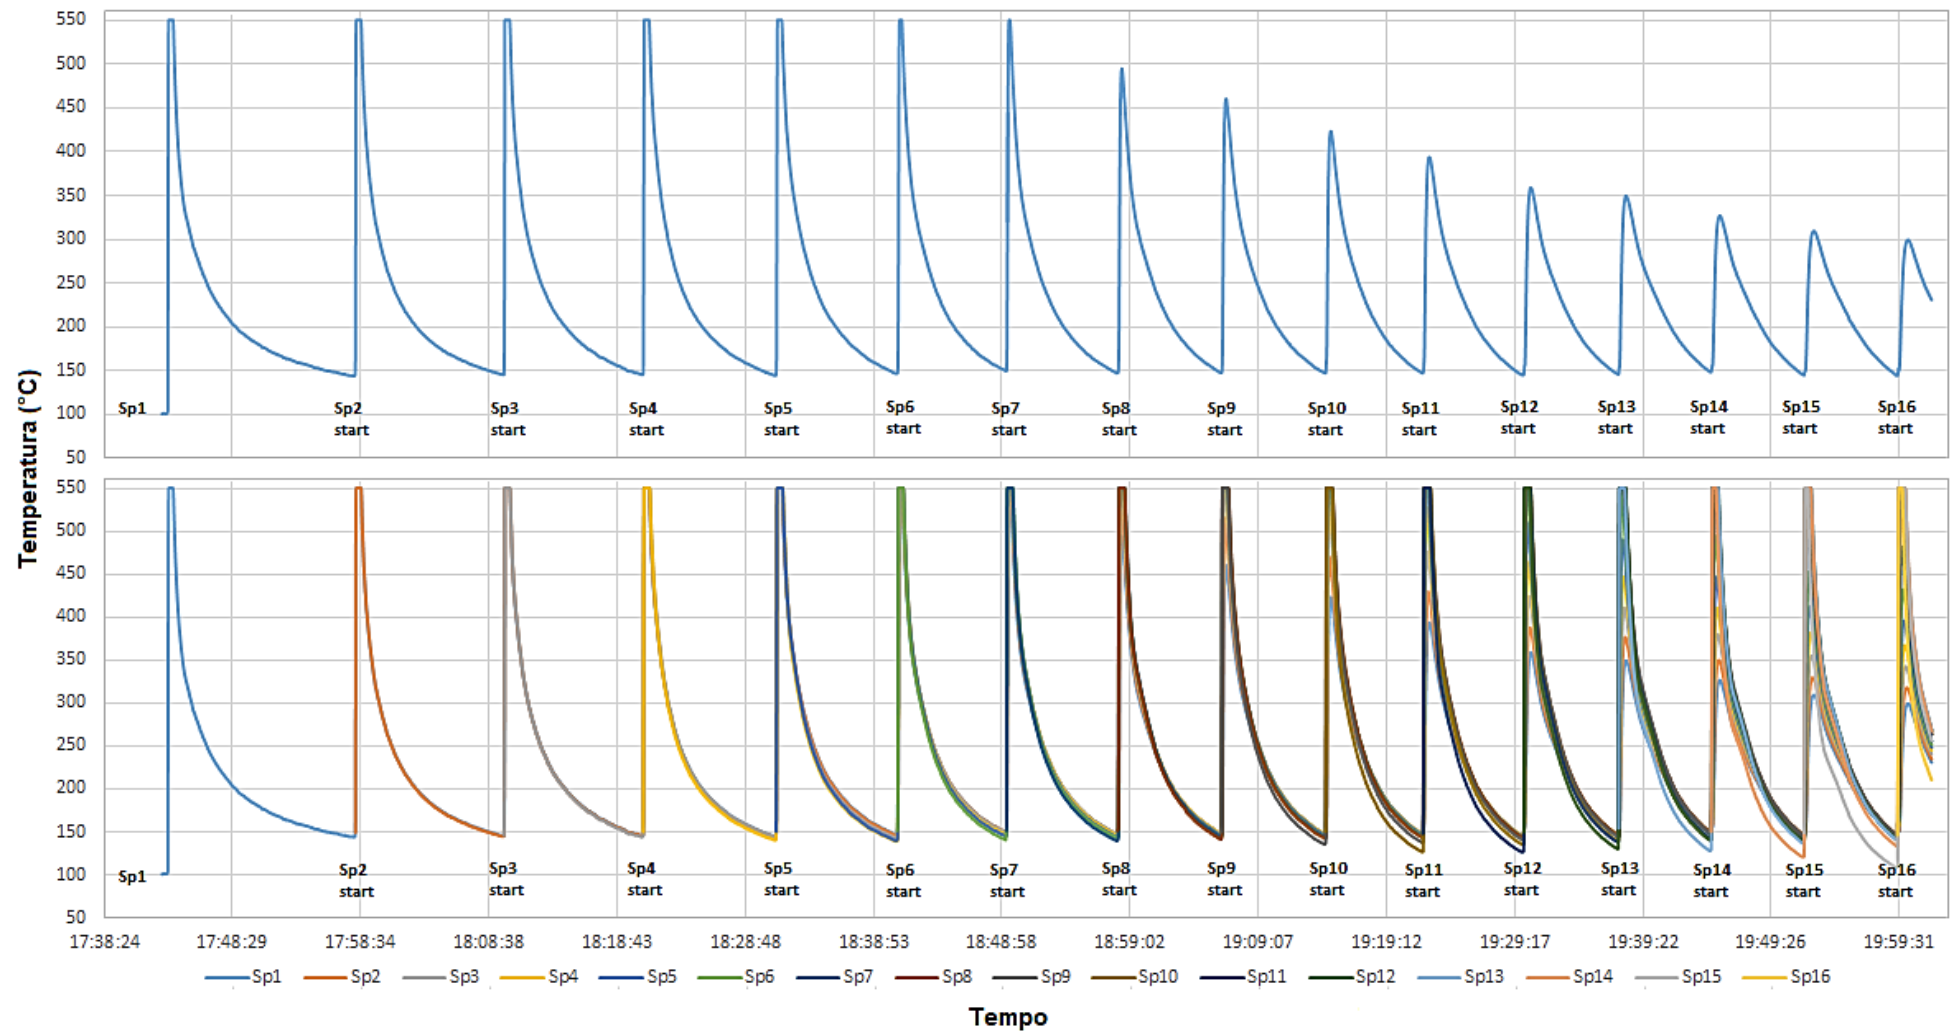 550
500
450
400
350
300
250
200
150
100
50
Sp1
Sp2
start
Sp3
start
Sp4
start
Sp5
start
Sp6
start
Sp7
start
Sp8
start
Sp9
start
Sp10
start
Sp11
start
Sp12
start
Sp13
start
Sp14
start
Sp15
start
Sp16
start
Temperatura (°C)
550
500
450
400
350
300
250
200
150
100
50
Sp1
Sp2
start
Sp3
start
Sp4
start
Sp5
start
Sp6
start
Sp7
start
Sp8
start
Sp9
start
Sp10
start
Sp11
start
Sp12
start
Sp13
start
Sp14
start
Sp15
start
Sp16
start
17:38:24 17:48:29 17:58:34 18:08:38 18:18:43 18:28:48 18:38:53 18:48:58 18:59:02 19:09:07 19:19:12 19:29:17 19:39:22 19:49:26 19:59:31
Sp1 Sp2 Sp3 Sp4 Sp5 Sp6 Sp7 Sp8 Sp9 Sp10 Sp11 Sp12 Sp13 Sp14 Sp15 Sp16
Tempo